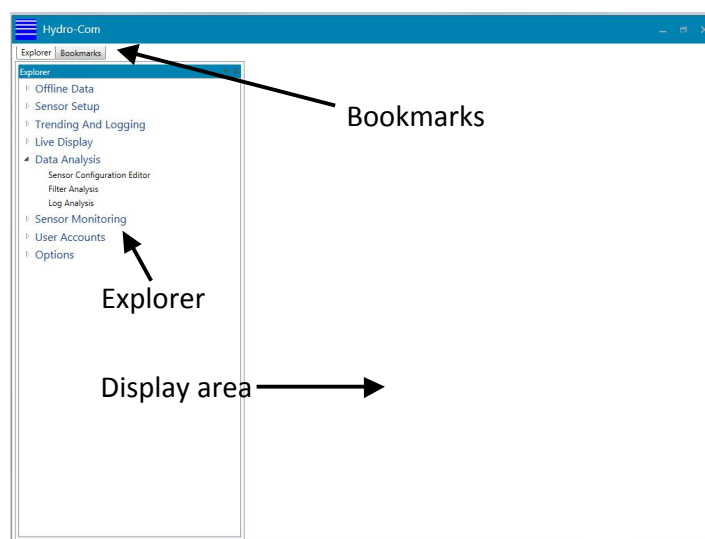 Hydro-Com
Explorer Bookmarks
Explorer
Offline Data
Sensor Setup
Trending And Logging
Live Display
Data Analysis
Sensor Configuration Editor
Filter Analysis
Log Analysis
Sensor Monitoring
User Accounts
Options
Bookmarks
Explorer
Display area